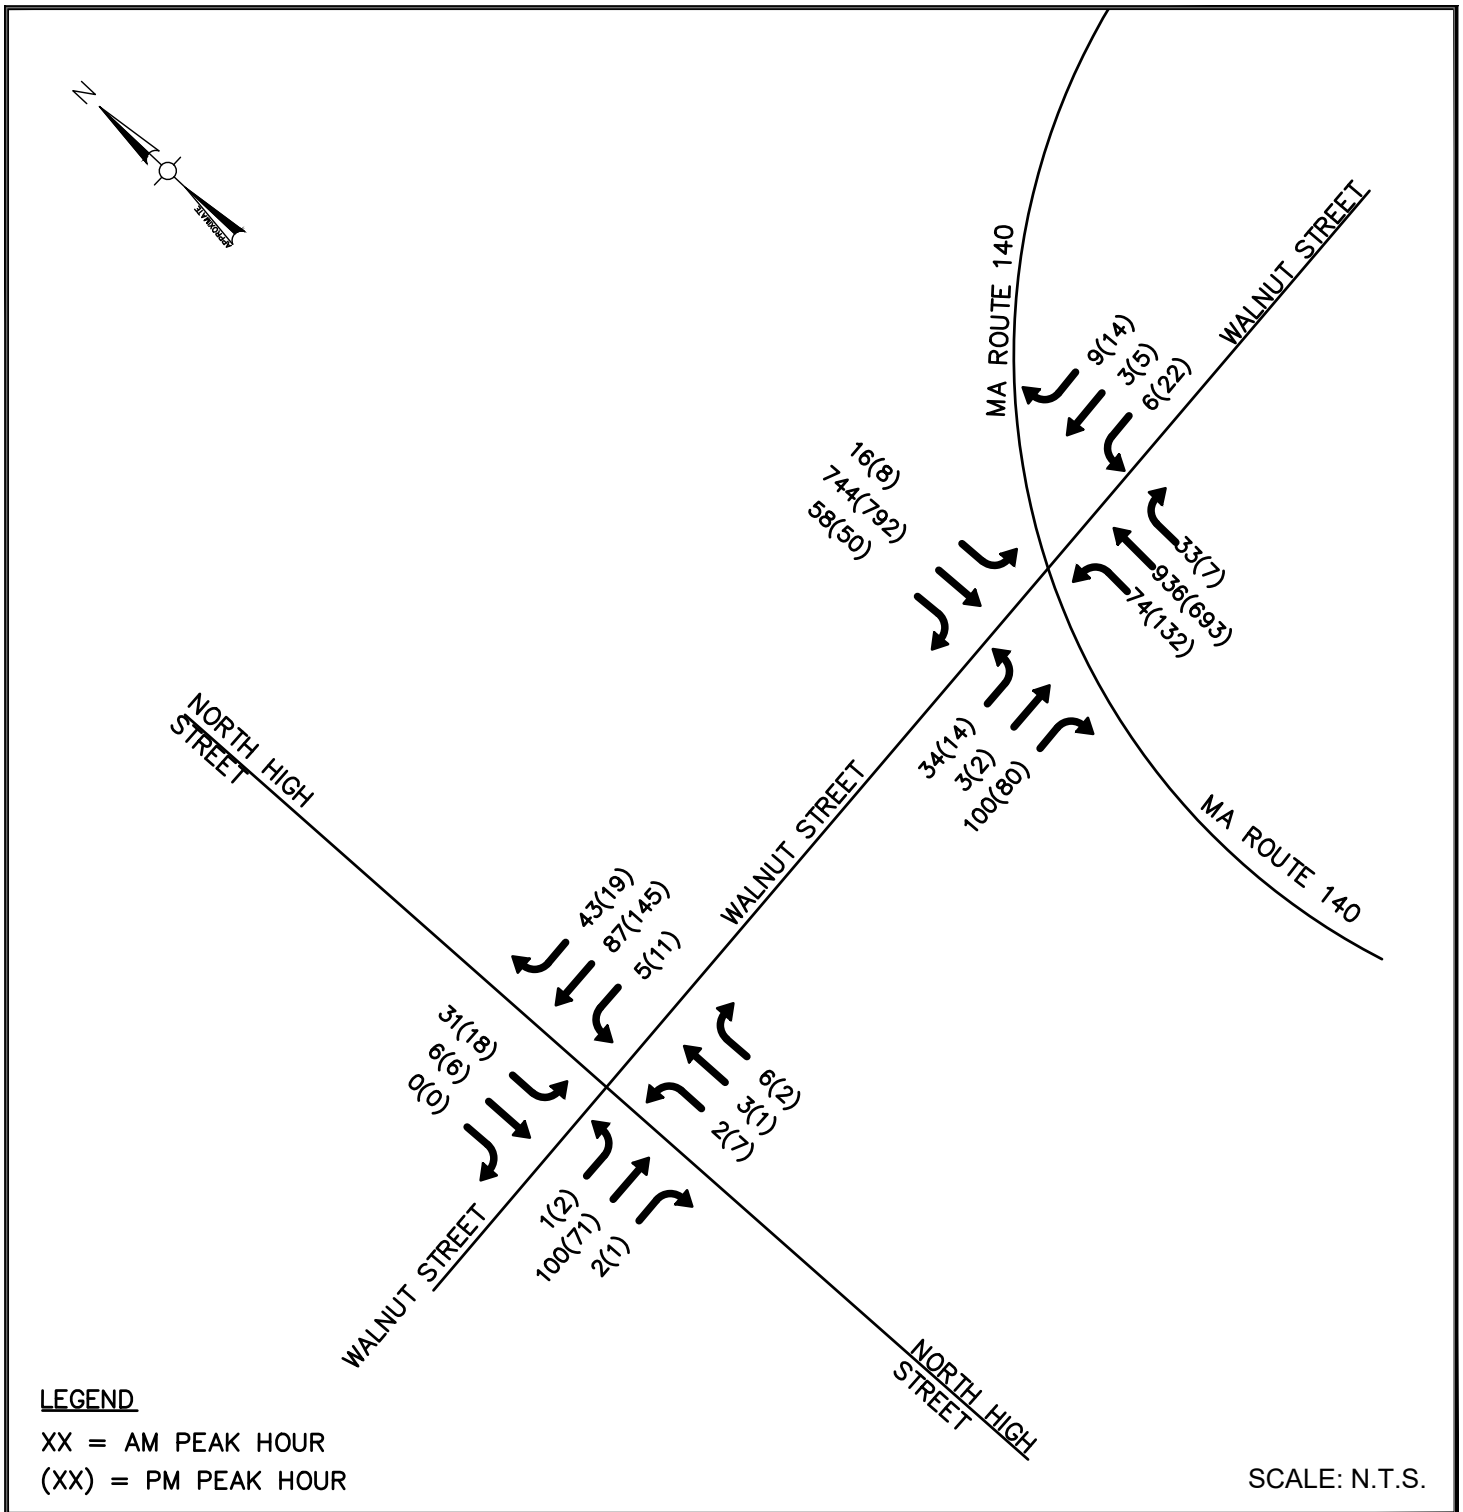 N
APPROXIMATE
MA ROUTE 140
WALNUT STREET
9(14)
3(5)
6(22)
16(8)
744(792)
58(50)
33(7)
936(693)
74(132)
34(14)
3(2)
100(80)
MA ROUTE 140
WALNUT STREET
NORTH HIGH
STREET
43(19)
87(145)
5(11)
31(18)
6(6)
0(0)
6(2)
3(1)
2(7)
1(2)
100(71)
2(1)
WALNUT STREET
NORTH HIGH
STREET
LEGEND
XX = AM PEAK HOUR
(XX) = PM PEAK HOUR
SCALE: N.T.S.